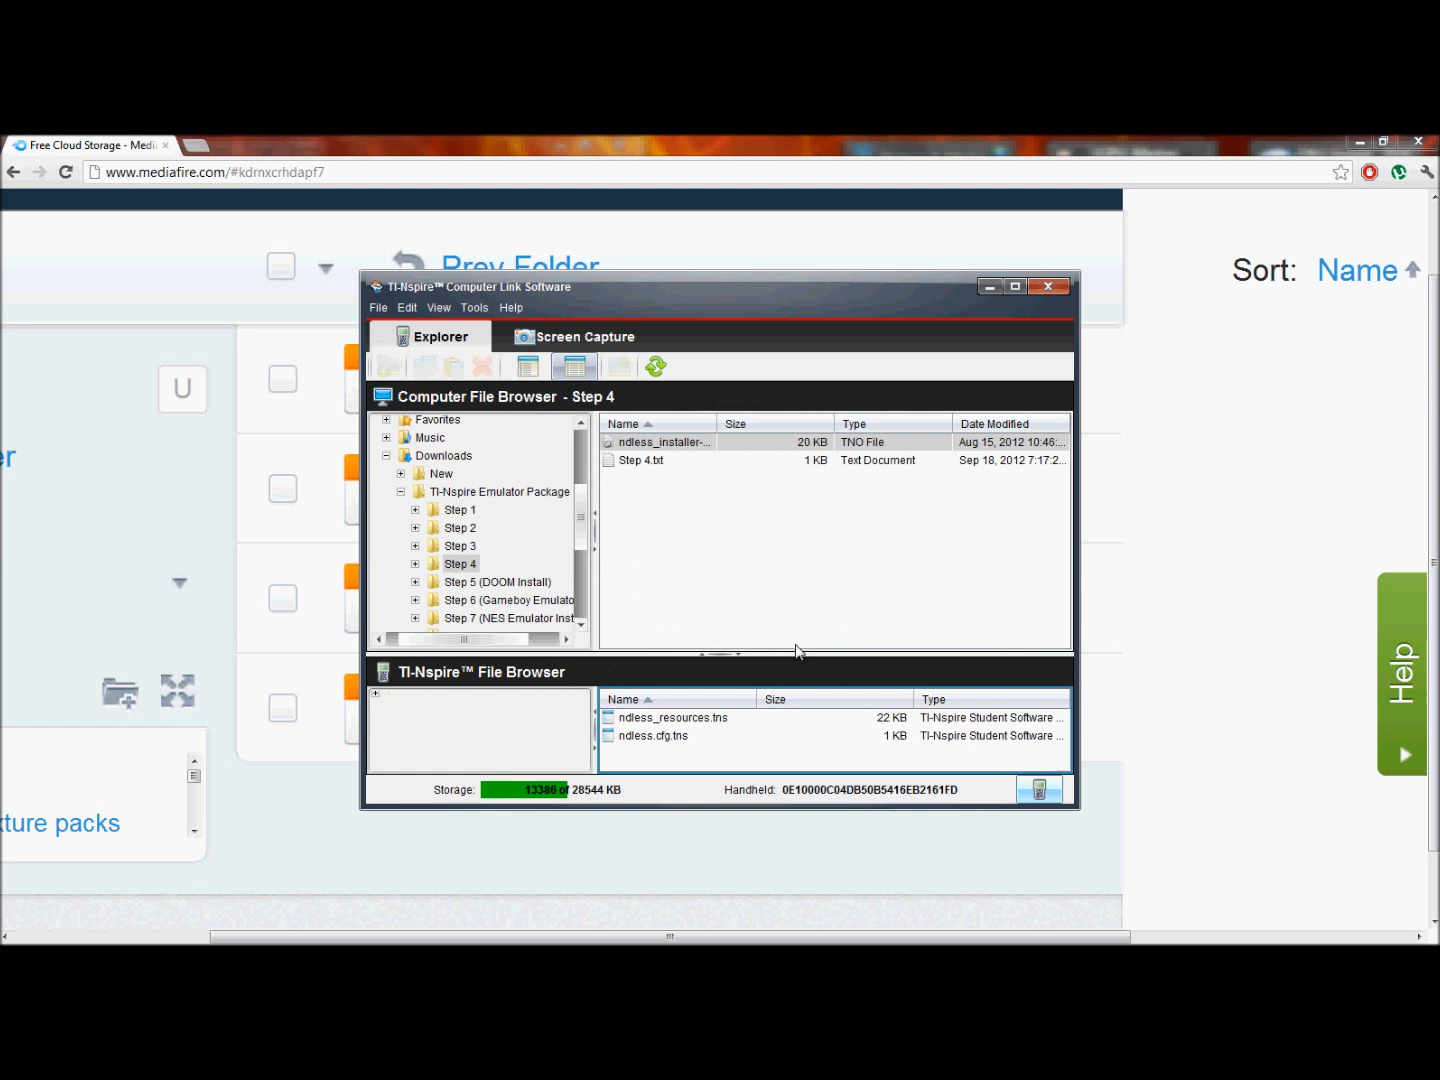 Free Cloud Storage - Medi
www.mediafire.com/#kdrnxcrhdapf7
Prev Folder
Sort: Name
U
er
xture packs
Help
TI-Nspire™ Computer Link Software
File Edit View Tools Help
Explorer Screen Capture
Computer File Browser - Step 4
Favorites
Music
Downloads
New
TI-Nspire Emulator Package
Step 1
Step 2
Step 3
Step 4
Step 5 (DOOM Install)
Step 6 (Gameboy Emulato
Step 7 (NES Emulator Inst
Name Size Type Date Modified
ndless_installer-... 20 KB TNO File Aug 15, 2012 10:46:...
Step 4.txt 1 KB Text Document Sep 18, 2012 7:17:2...
TI-Nspire™ File Browser
Name Size Type
ndless_resources.tns 22 KB TI-Nspire Student Software ...
ndless.cfg.tns 1 KB TI-Nspire Student Software ...
Storage: 13386 of 28544 KB Handheld: 0E10000C04DB50B5416EB2161FD